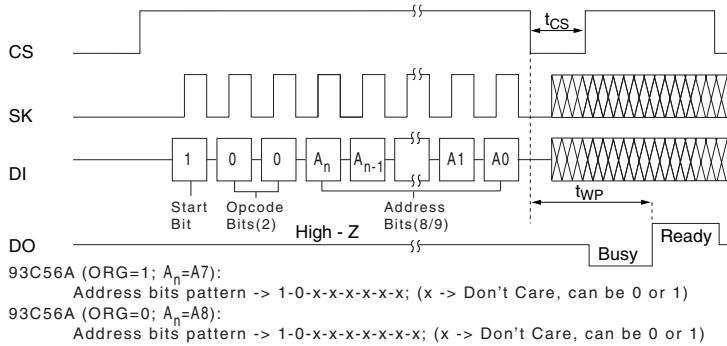 CS
tCS
SK
DI
1 0 0 An An-1 A1 A0
Start Bit
Opcode Bits(2)
Address Bits(8/9)
tWP
DO
High - Z
Busy
Ready
93C56A (ORG=1; An=A7):
Address bits pattern -> 1-0-x-x-x-x-x-x; (x -> Don't Care, can be 0 or 1)
93C56A (ORG=0; An=A8):
Address bits pattern -> 1-0-x-x-x-x-x-x-x; (x -> Don't Care, can be 0 or 1)